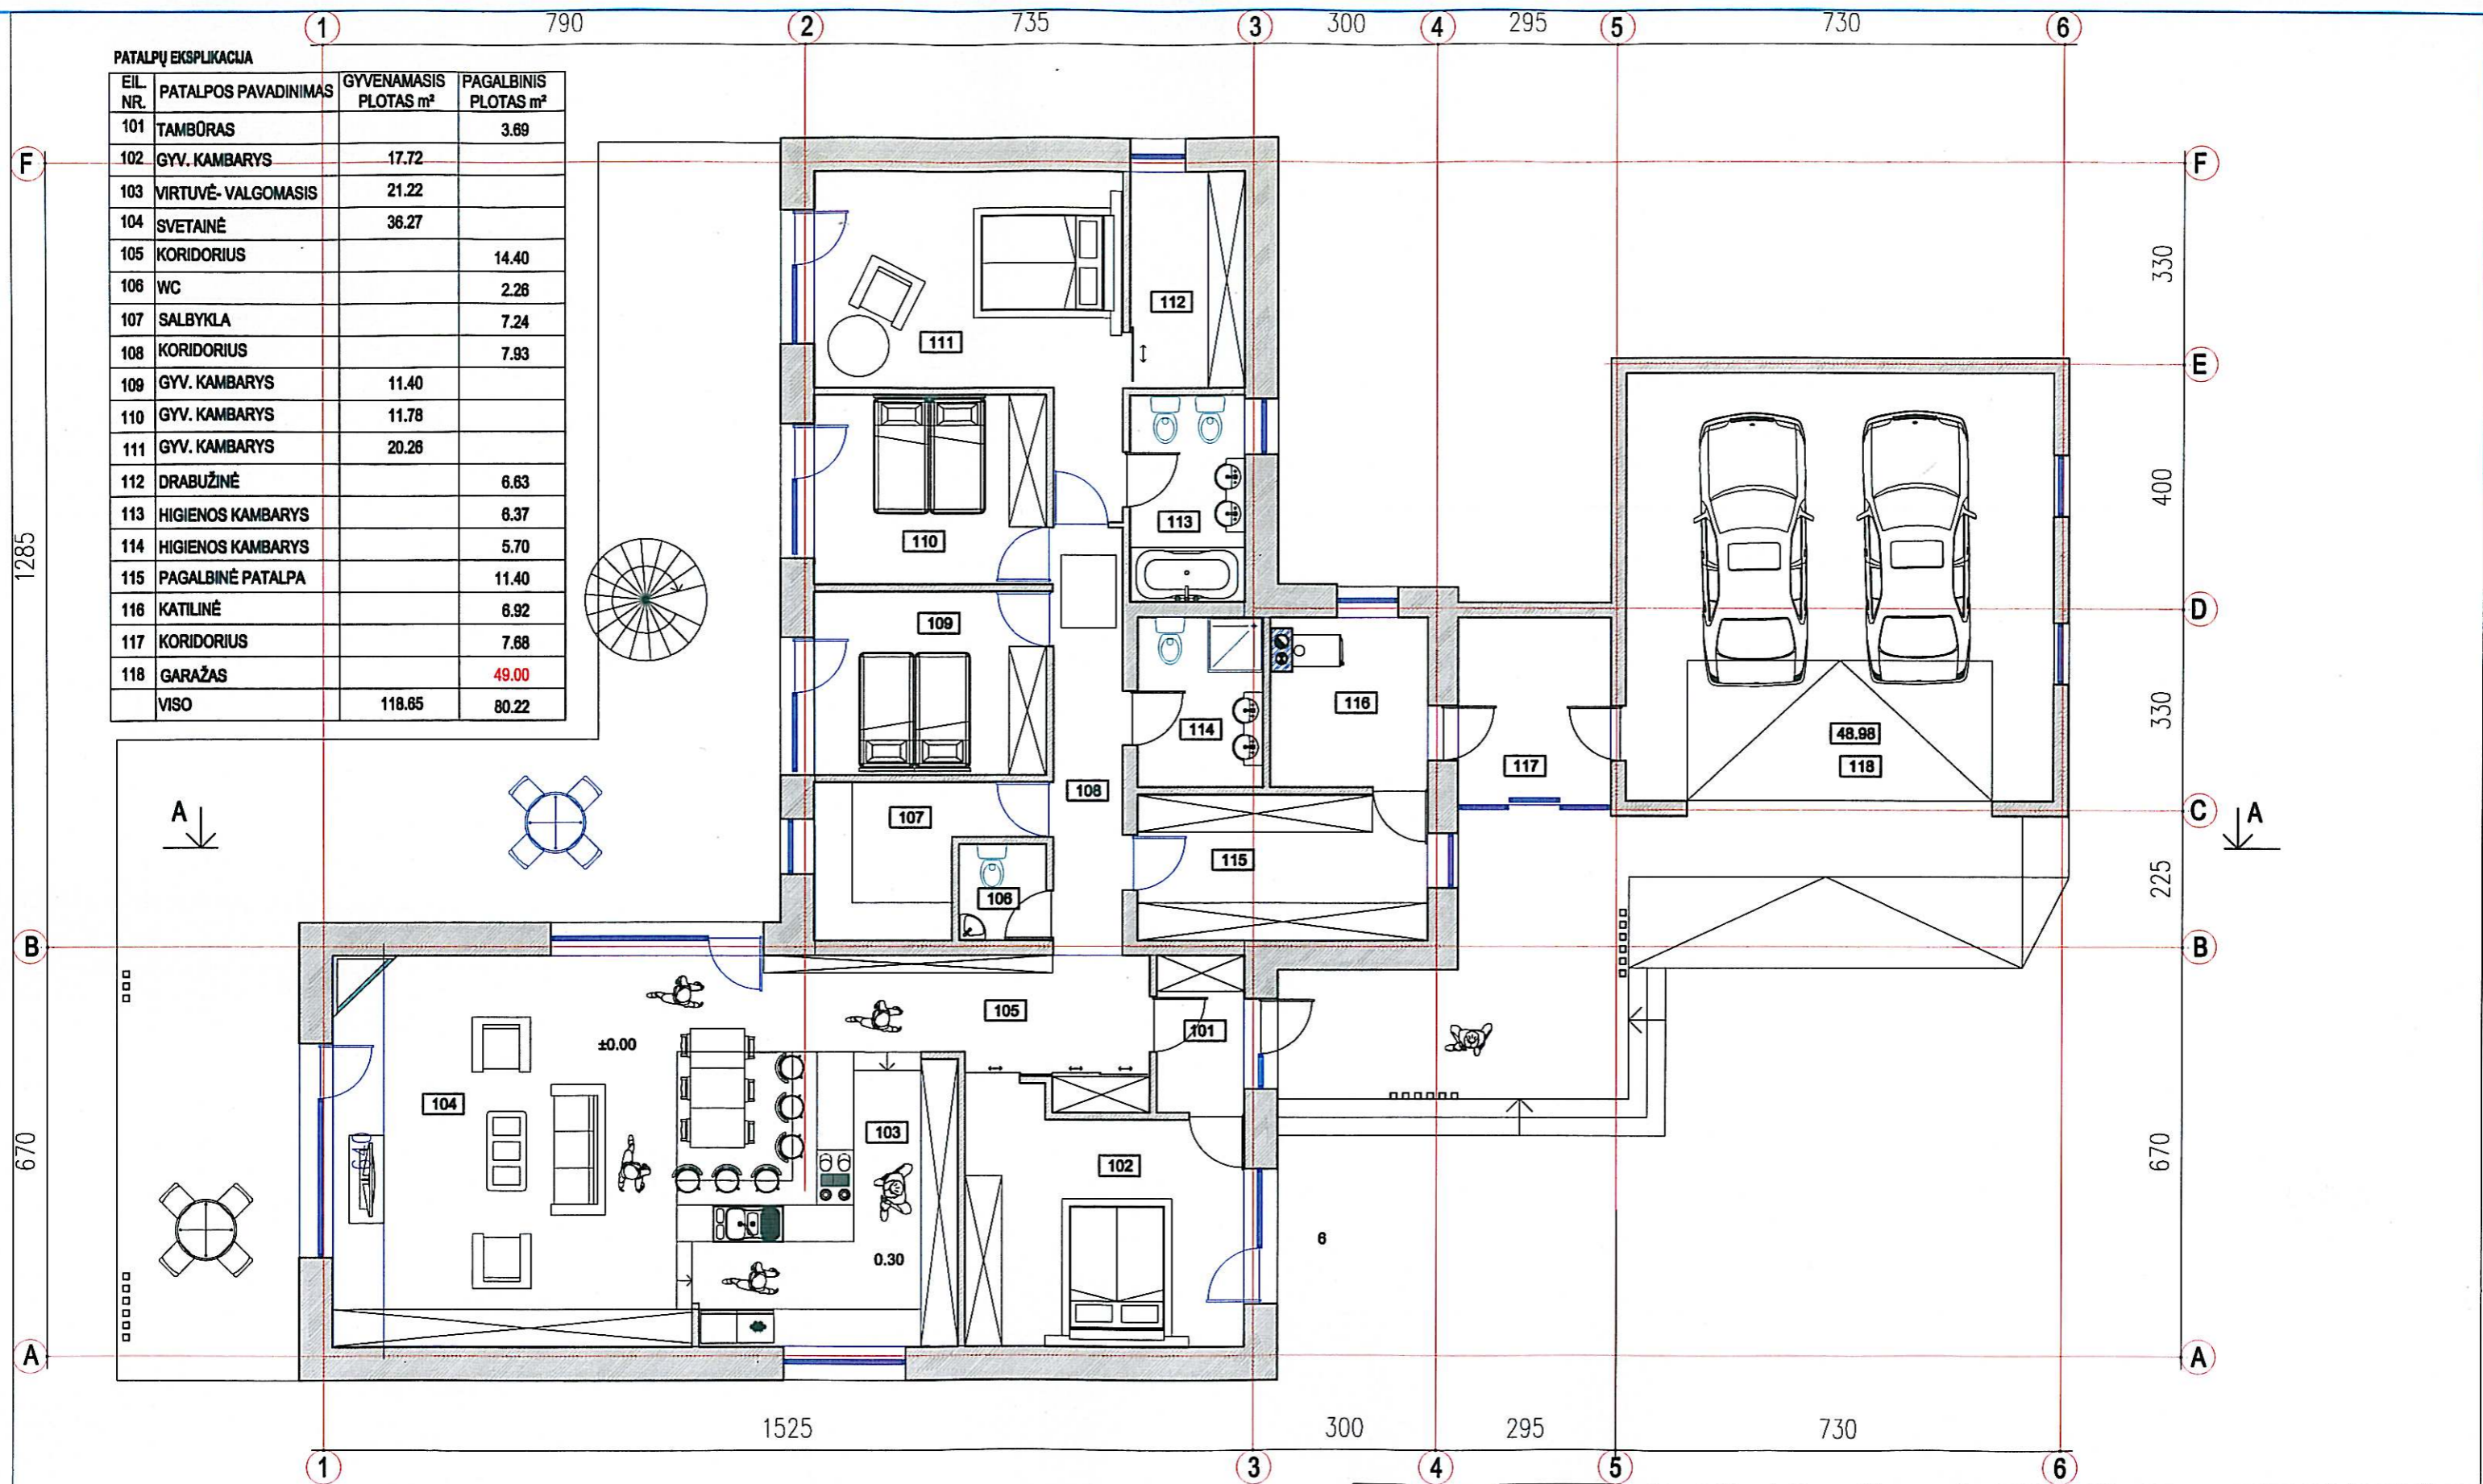 1 790 2 735 3 300 4 295 5 730 6
PATALPŲ EKSPLIKACIJA
EIL. NR. PATALPOS PAVADINIMAS GYVENAMASIS PLOTAS m² PAGALBINIS PLOTAS m²
101 TAMBŪRAS 3.69
102 GYV. KAMBARYS 17.72
103 VIRTUVĖ- VALGOMASIS 21.22
104 SVETAINĖ 36.27
105 KORIDORIUS 14.40
106 WC 2.26
107 SALBYKLA 7.24
108 KORIDORIUS 7.93
109 GYV. KAMBARYS 11.40
110 GYV. KAMBARYS 11.78
111 GYV. KAMBARYS 20.26
112 DRABUŽINĖ 6.63
113 HIGIENOS KAMBARYS 6.37
114 HIGIENOS KAMBARYS 5.70
115 PAGALBINĖ PATALPA 11.40
116 KATILINĖ 6.92
117 KORIDORIUS 7.68
118 GARAŽAS 49.00
VISO 118.65 80.22
F F
330
112
111
E
400
113
110
1285
D
109
330
116
114
48.98
117
118
108
A C A
107
115
225
106
B B
105
101
±0.00
104
103
670 670
102
6
0.30
A A
1525 300 295 730
1 3 4 5 6